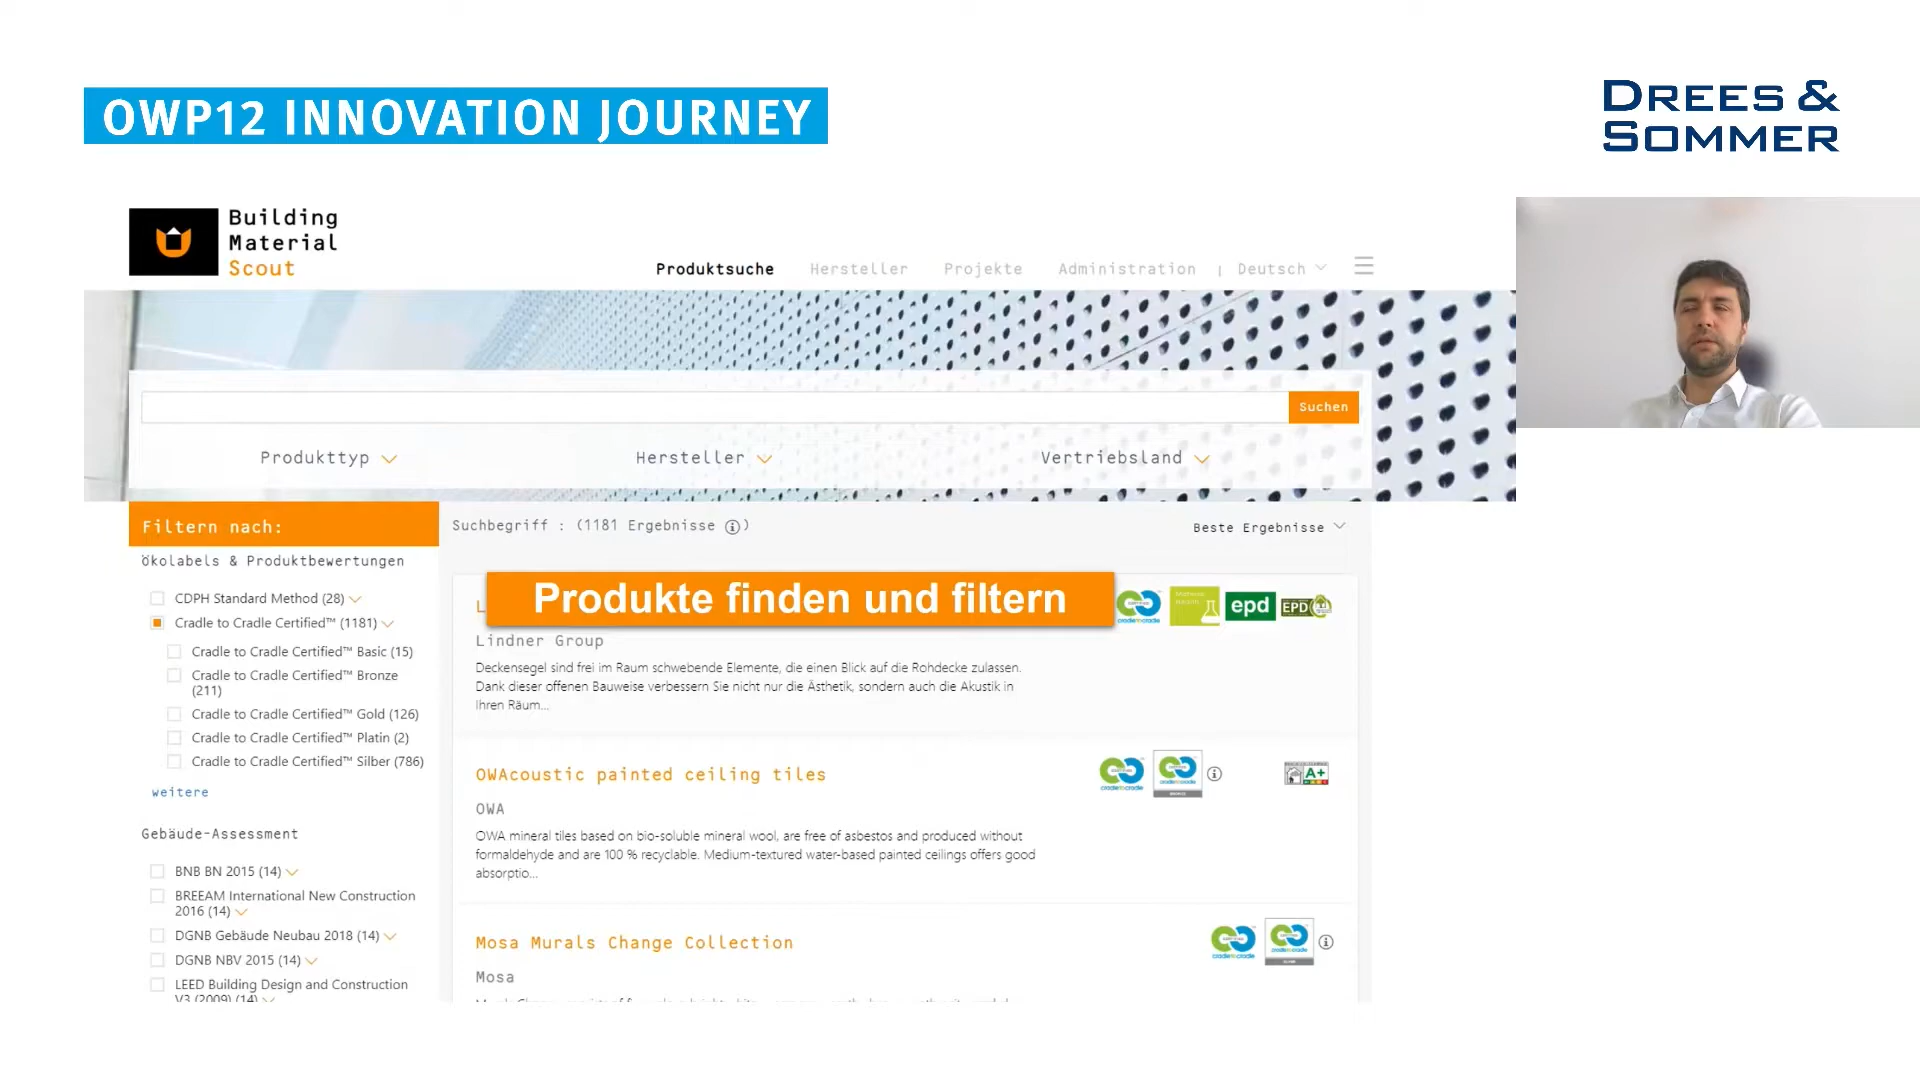 OWP12 INNOVATION JOURNEY
DREES &
SOMMER
Building
Material
Scout
Produktsuche Hersteller Projekte Administration | Deutsch
Suchen
Produkttyp Hersteller Vertriebsland
Filtern nach:
Suchbegriff : (1181 Ergebnisse i)
Beste Ergebnisse
Ökolabels & Produktbewertungen
CDPH Standard Method (28)
Cradle to Cradle Certified™ (1181)
Cradle to Cradle Certified™ Basic (15)
Cradle to Cradle Certified™ Bronze
(211)
Cradle to Cradle Certified™ Gold (126)
Cradle to Cradle Certified™ Platin (2)
Cradle to Cradle Certified™ Silber (786)
weitere
Gebäude-Assessment
BNB BN 2015 (14)
BREEAM International New Construction
2016 (14)
DGNB Gebäude Neubau 2018 (14)
DGNB NBV 2015 (14)
LEED Building Design and Construction
V3 (2009) (14)
Produkte finden und filtern
epd
EPD
Lindner Group
Deckensegel sind frei im Raum schwebende Elemente, die einen Blick auf die Rohdecke zulassen.
Dank dieser offenen Bauweise verbessern Sie nicht nur die Ästhetik, sondern auch die Akustik in
Ihren Räum...
OWAcoustic painted ceiling tiles
A+
OWA
OWA mineral tiles based on bio-soluble mineral wool, are free of asbestos and produced without
formaldehyde and are 100 % recyclable. Medium-textured water-based painted ceilings offers good
absorptio...
Mosa Murals Change Collection
Mosa